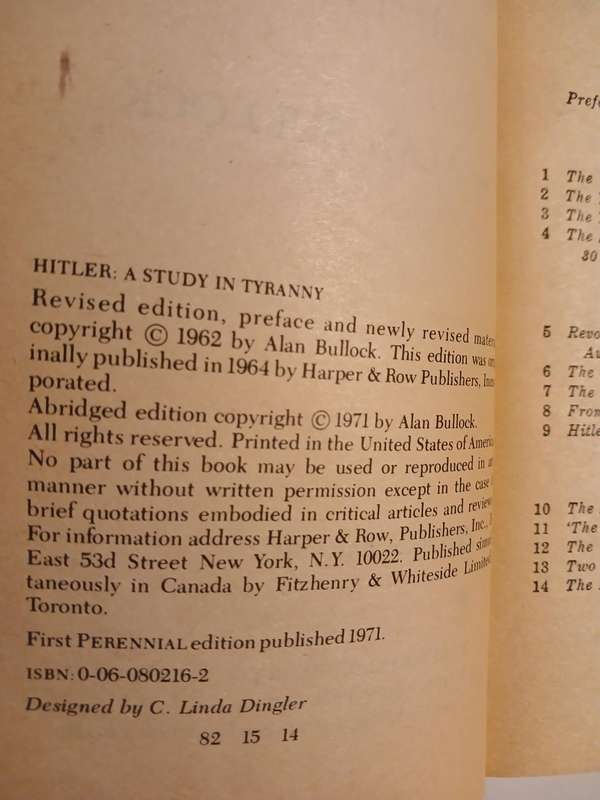 HITLER: A STUDY IN TYRANNY
Revised edition, preface and newly revised
copyright © 1962 by Alan Bullock. This edition was
inally published in 1964 by Harper & Row Publishers,
porated.
Abridged edition copyright © 1971 by Alan Bullock.
All rights reserved. Printed in the United States of America
No part of this book may be used or reproduced in
manner without written permission except in the case
brief quotations embodied in critical articles and
For information address Harper & Row, Publishers, Inc.,
East 53d Street New York, N.Y. 10022. Published
taneously in Canada by Fitzhenry & Whiteside Limited,
Toronto.
First PERENNIAL edition published 1971.
ISBN: 0-06-080216-2
Designed by C. Linda Dingler
82 15 14
1 The
2 The
3 The
4 The
30
5
6 The
7 The
8 From
9
10 The
11 'The
12 The
13 Two
14 The